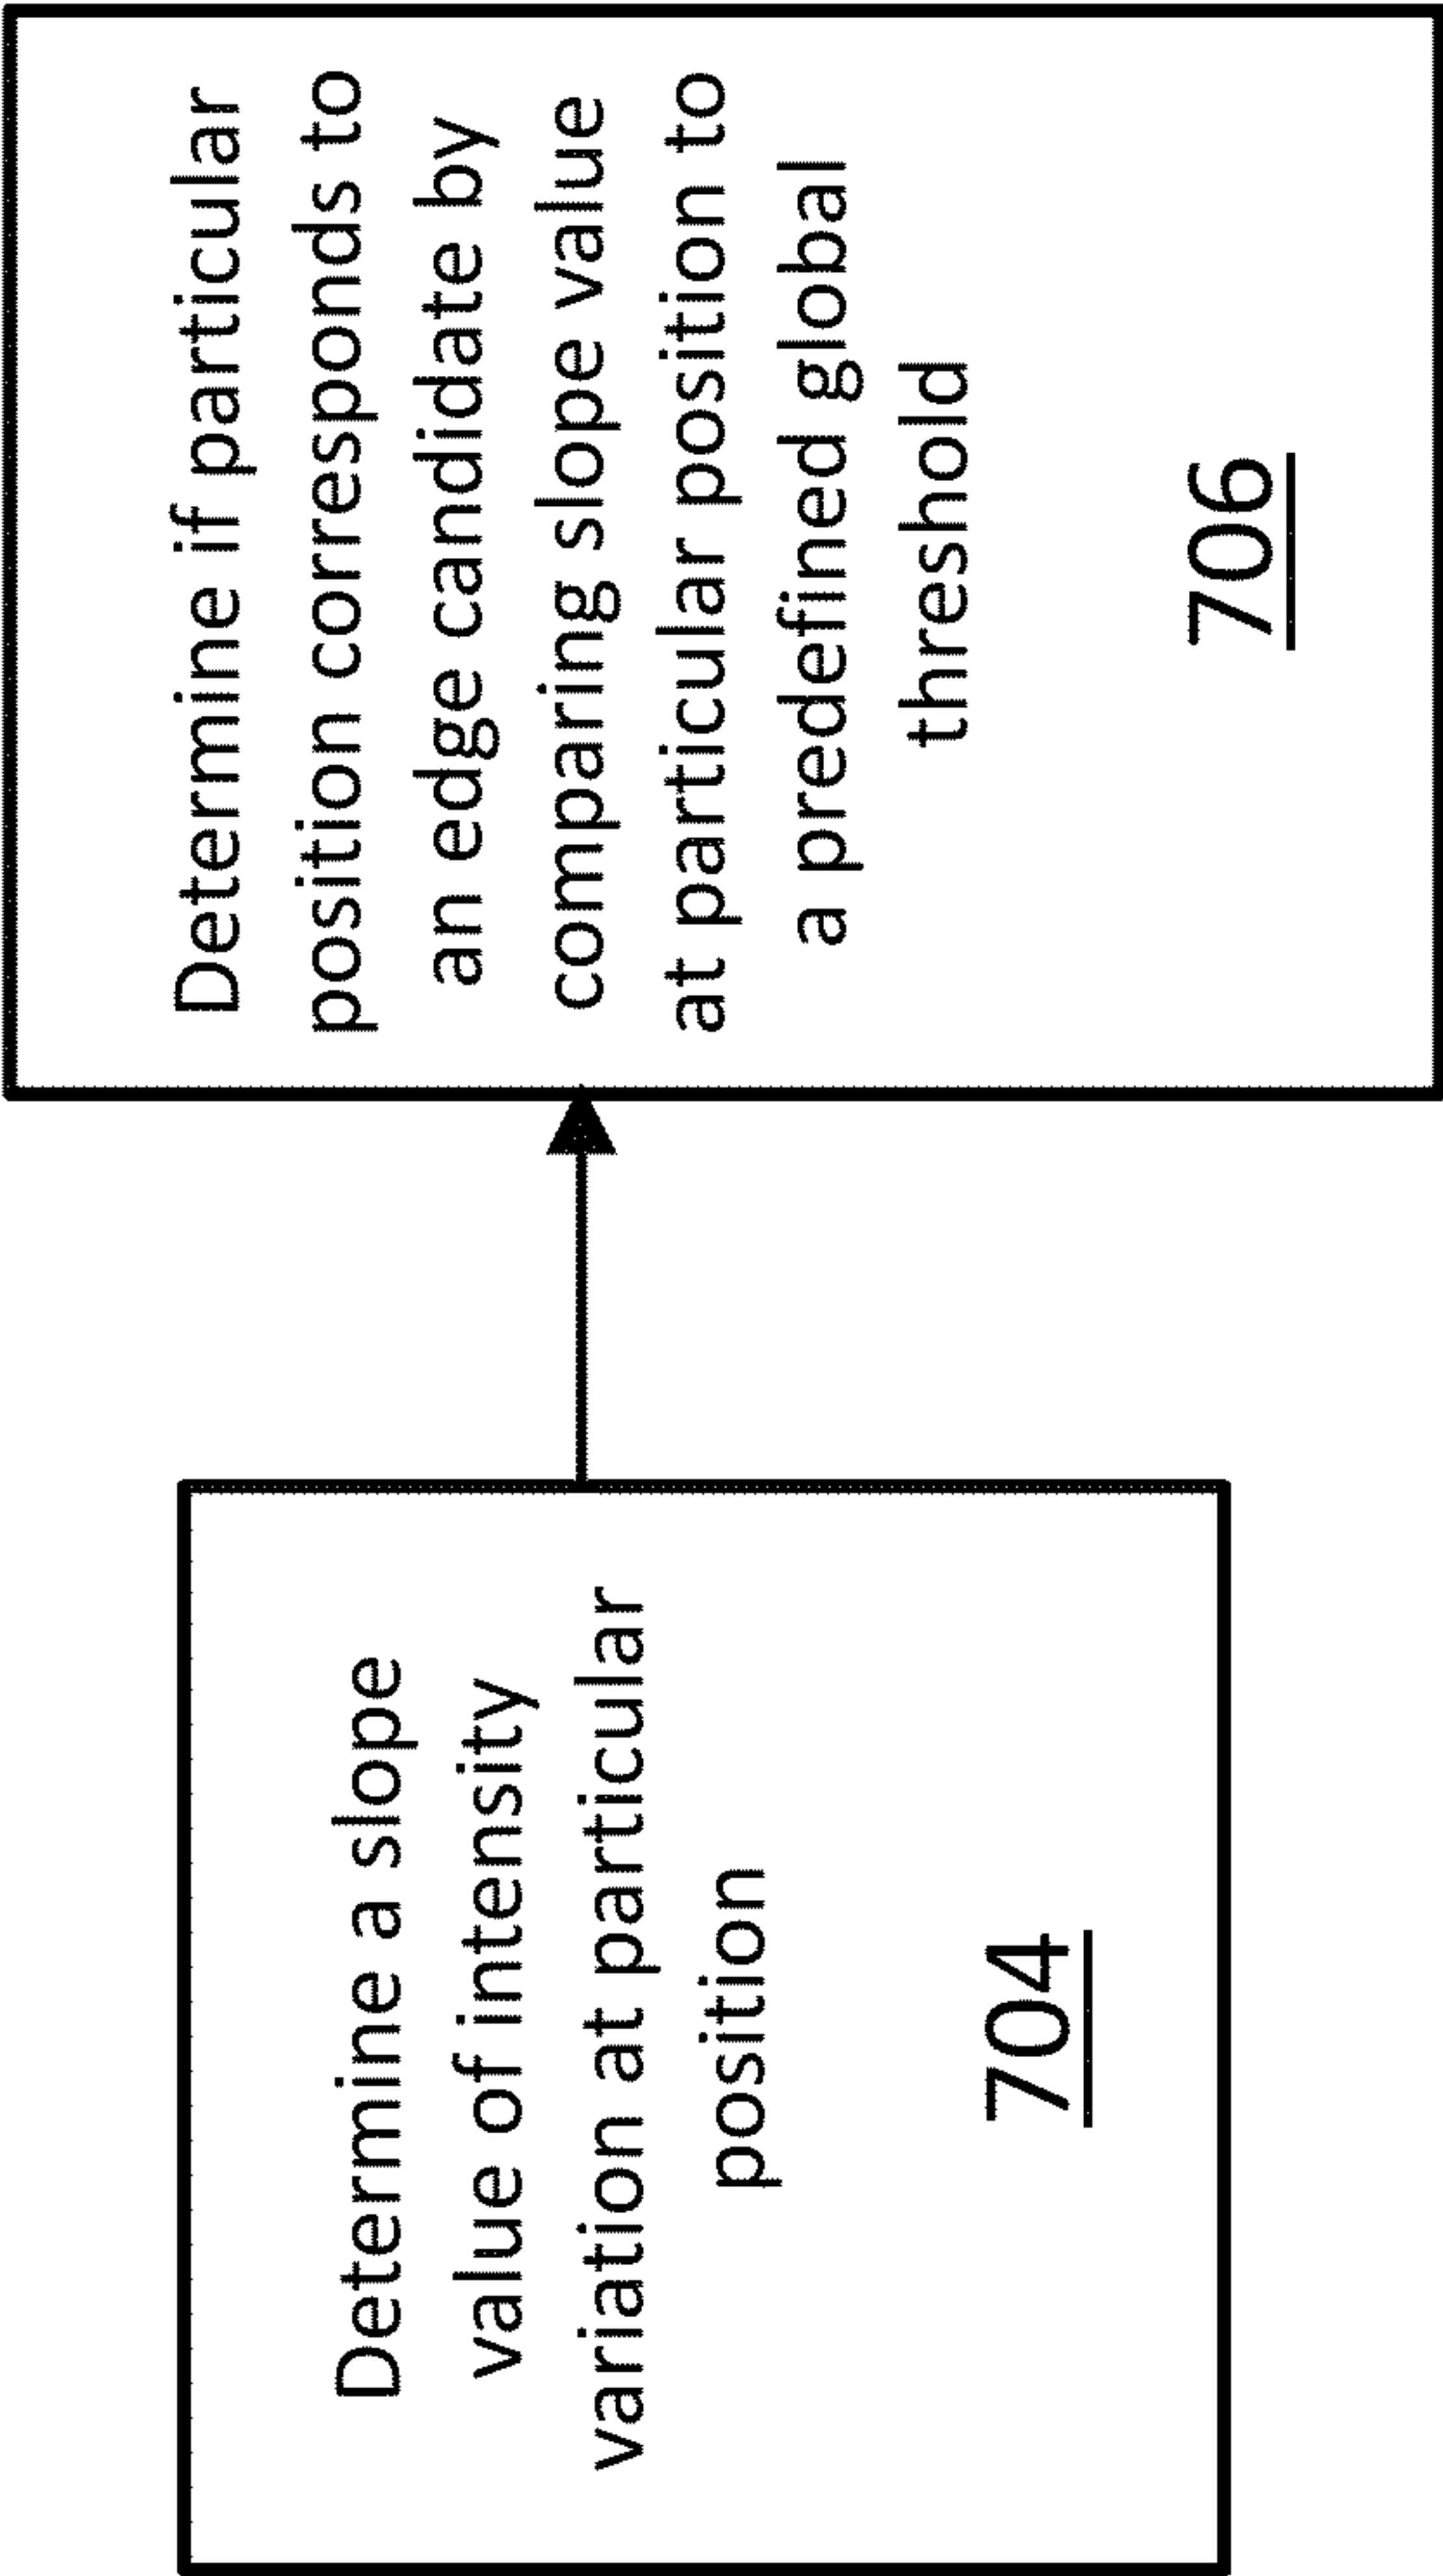 Determine a slope
value of intensity
variation at particular
position
704
Determine if particular
position corresponds to
an edge candidate by
comparing slope value
at particular position to
a predefined global
threshold
706